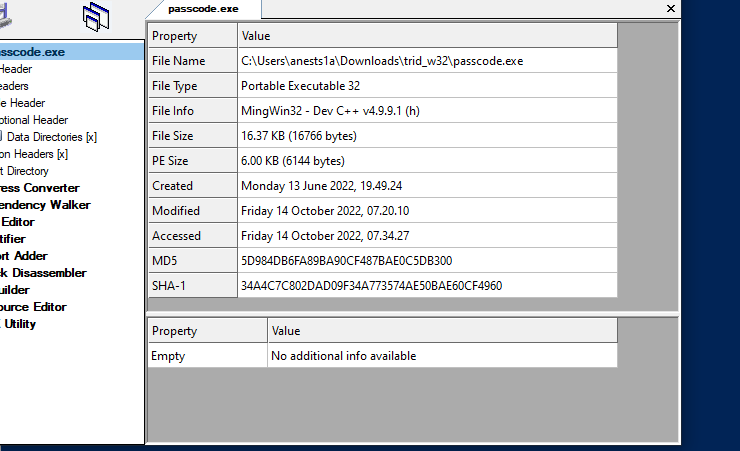 passcode.exe
asscode.exe
Header
eaders
e Header
ptional Header
Data Directories [x]
on Headers [x]
t Directory
ress Converter
endency Walker
Editor
tifier
ort Adder
ck Disassembler
uilder
ource Editor
Utility
Property Value
File Name C:\Users\anests1a\Downloads\trid_w32\passcode.exe
File Type Portable Executable 32
File Info MingWin32 - Dev C++ v4.9.9.1 (h)
File Size 16.37 KB (16766 bytes)
PE Size 6.00 KB (6144 bytes)
Created Monday 13 June 2022, 19.49.24
Modified Friday 14 October 2022, 07.20.10
Accessed Friday 14 October 2022, 07.34.27
MD5 5D984DB6FA89BA90CF487BAE0C5DB300
SHA-1 34A4C7C802DAD09F34A773574AE50BAE60CF4960
Property Value
Empty No additional info available